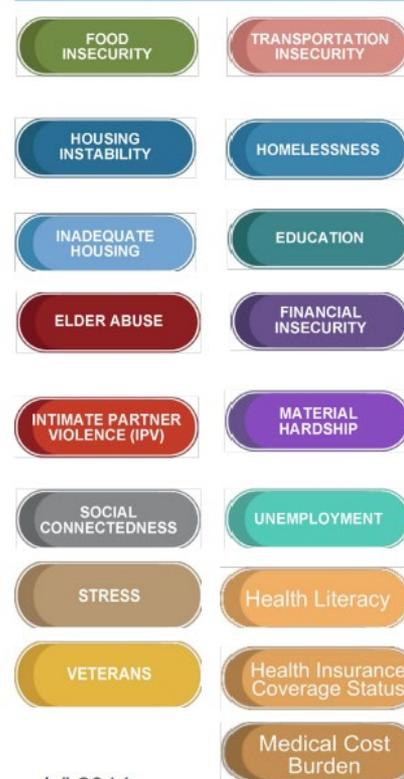 FOOD
INSECURITY
TRANSPORTATION
INSECURITY
HOUSING
INSTABILITY
HOMELESSNESS
INADEQUATE
HOUSING
EDUCATION
ELDER ABUSE
FINANCIAL
INSECURITY
INTIMATE PARTNER
VIOLENCE (IPV)
MATERIAL
HARDSHIP
SOCIAL
CONNECTEDNESS
UNEMPLOYMENT
STRESS
Health Literacy
VETERANS
Health Insurance
Coverage Status
Medical Cost
Burden